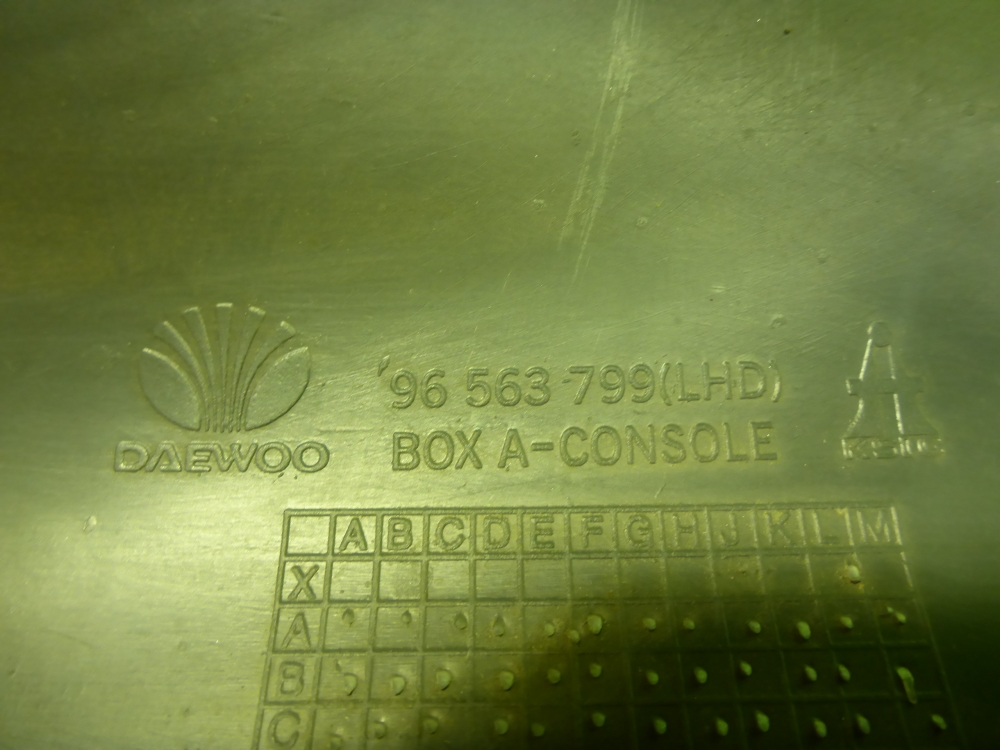 DAEWOO
'96 563 799(LHD)
BOX A-CONSOLE
A B C D E F G H J K L M
X
A
B
C